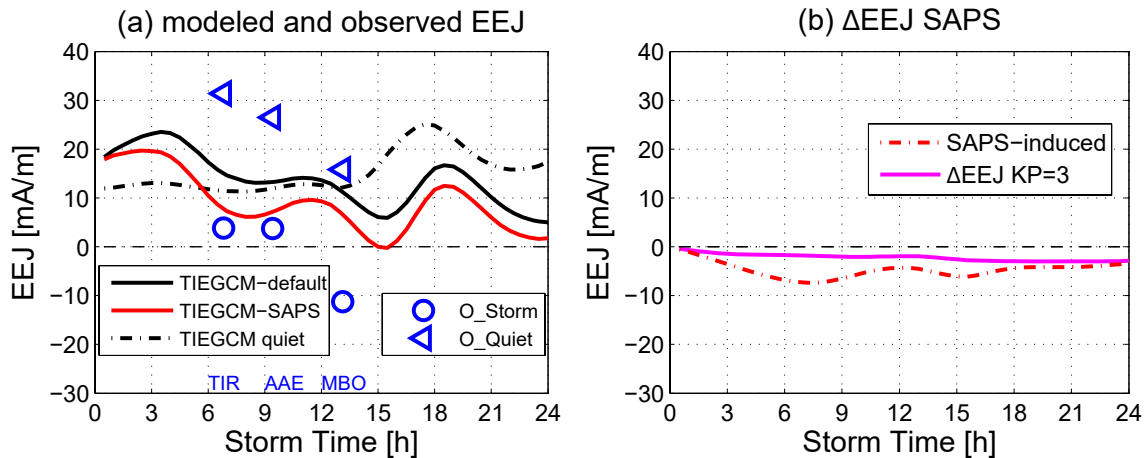 (a) modeled and observed EEJ
EEJ [mA/m]
40
30
20
10
0
−10
−20
−30
TIEGCM−default
TIEGCM−SAPS
TIEGCM quiet
O_Storm
O_Quiet
TIR AAE MBO
0 3 6 9 12 15 18 21 24
Storm Time [h]
(b) ΔEEJ SAPS
EEJ [mA/m]
40
30
20
10
0
−10
−20
−30
SAPS−induced
ΔEEJ KP=3
0 3 6 9 12 15 18 21 24
Storm Time [h]